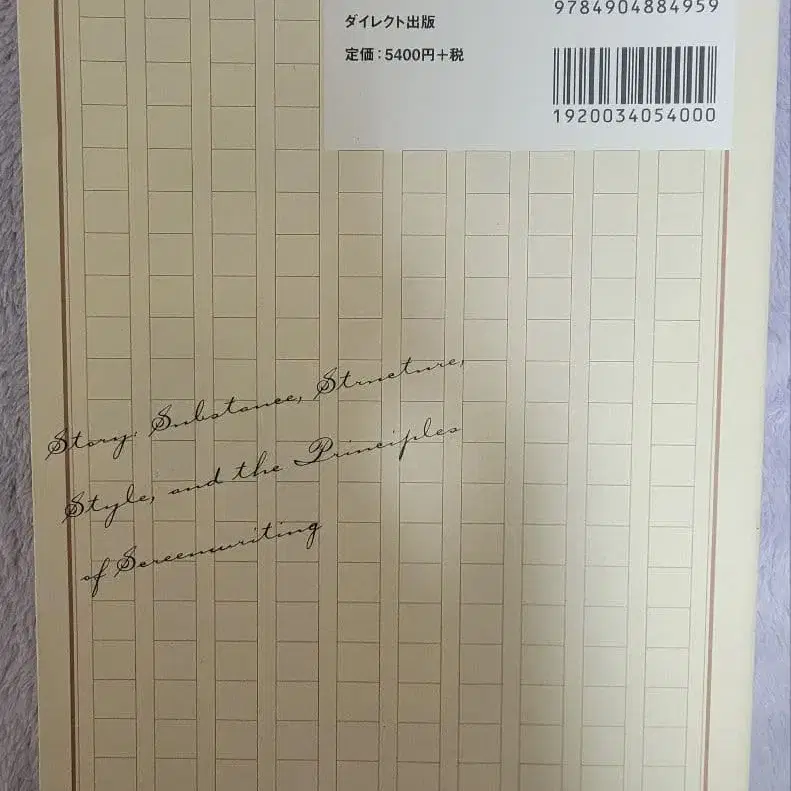 9784904884959
ダイレクト出版
定価：5400円＋税
1920034054000
Story: Substance, Structure,
Style, and the Principles
of Screenwriting